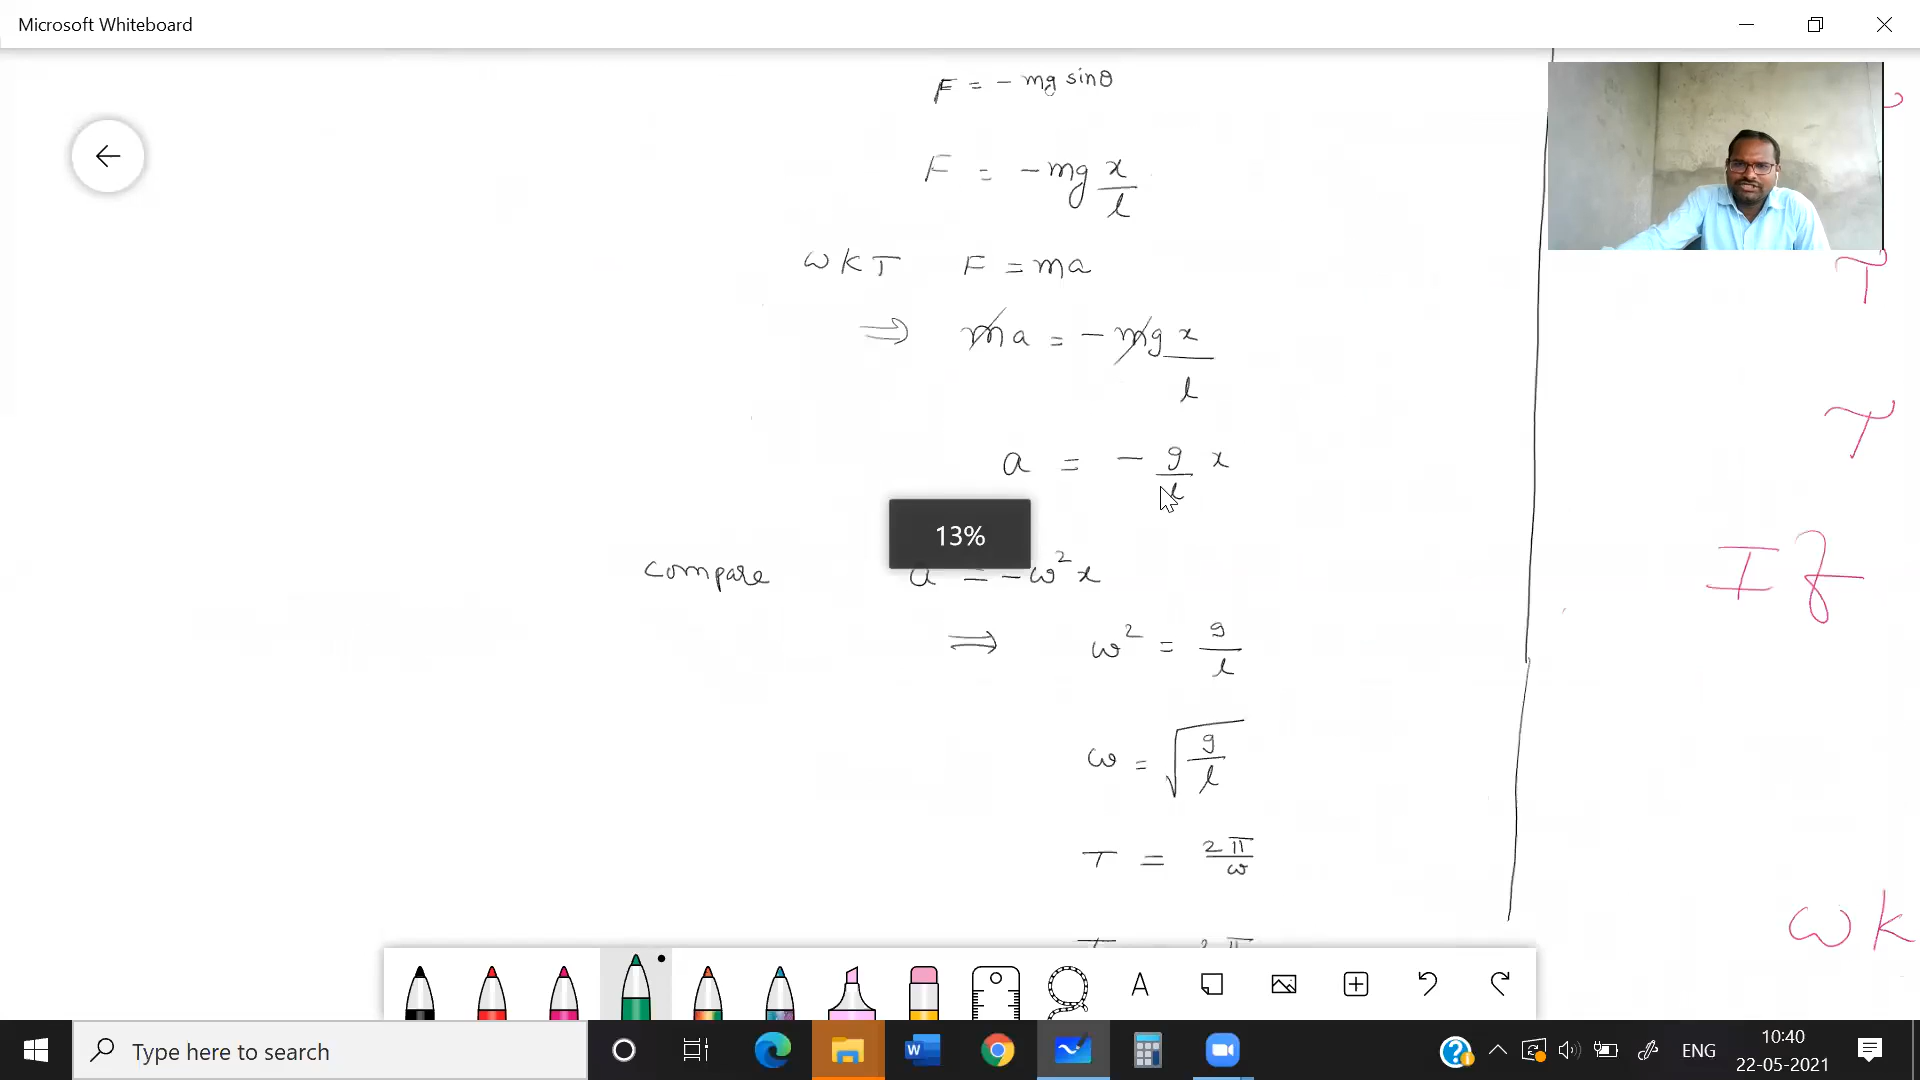 Microsoft Whiteboard
F = - mg sinθ
F = - mg x/l
WKT F = ma
⇒ ma = - mg x/l
a = - g/l x
13%
compare a = - ω² x
⇒ ω² = g/l
ω = √(g/l)
T = 2π/ω
T
T
If
wk
Type here to search
ENG
10:40
22-05-2021